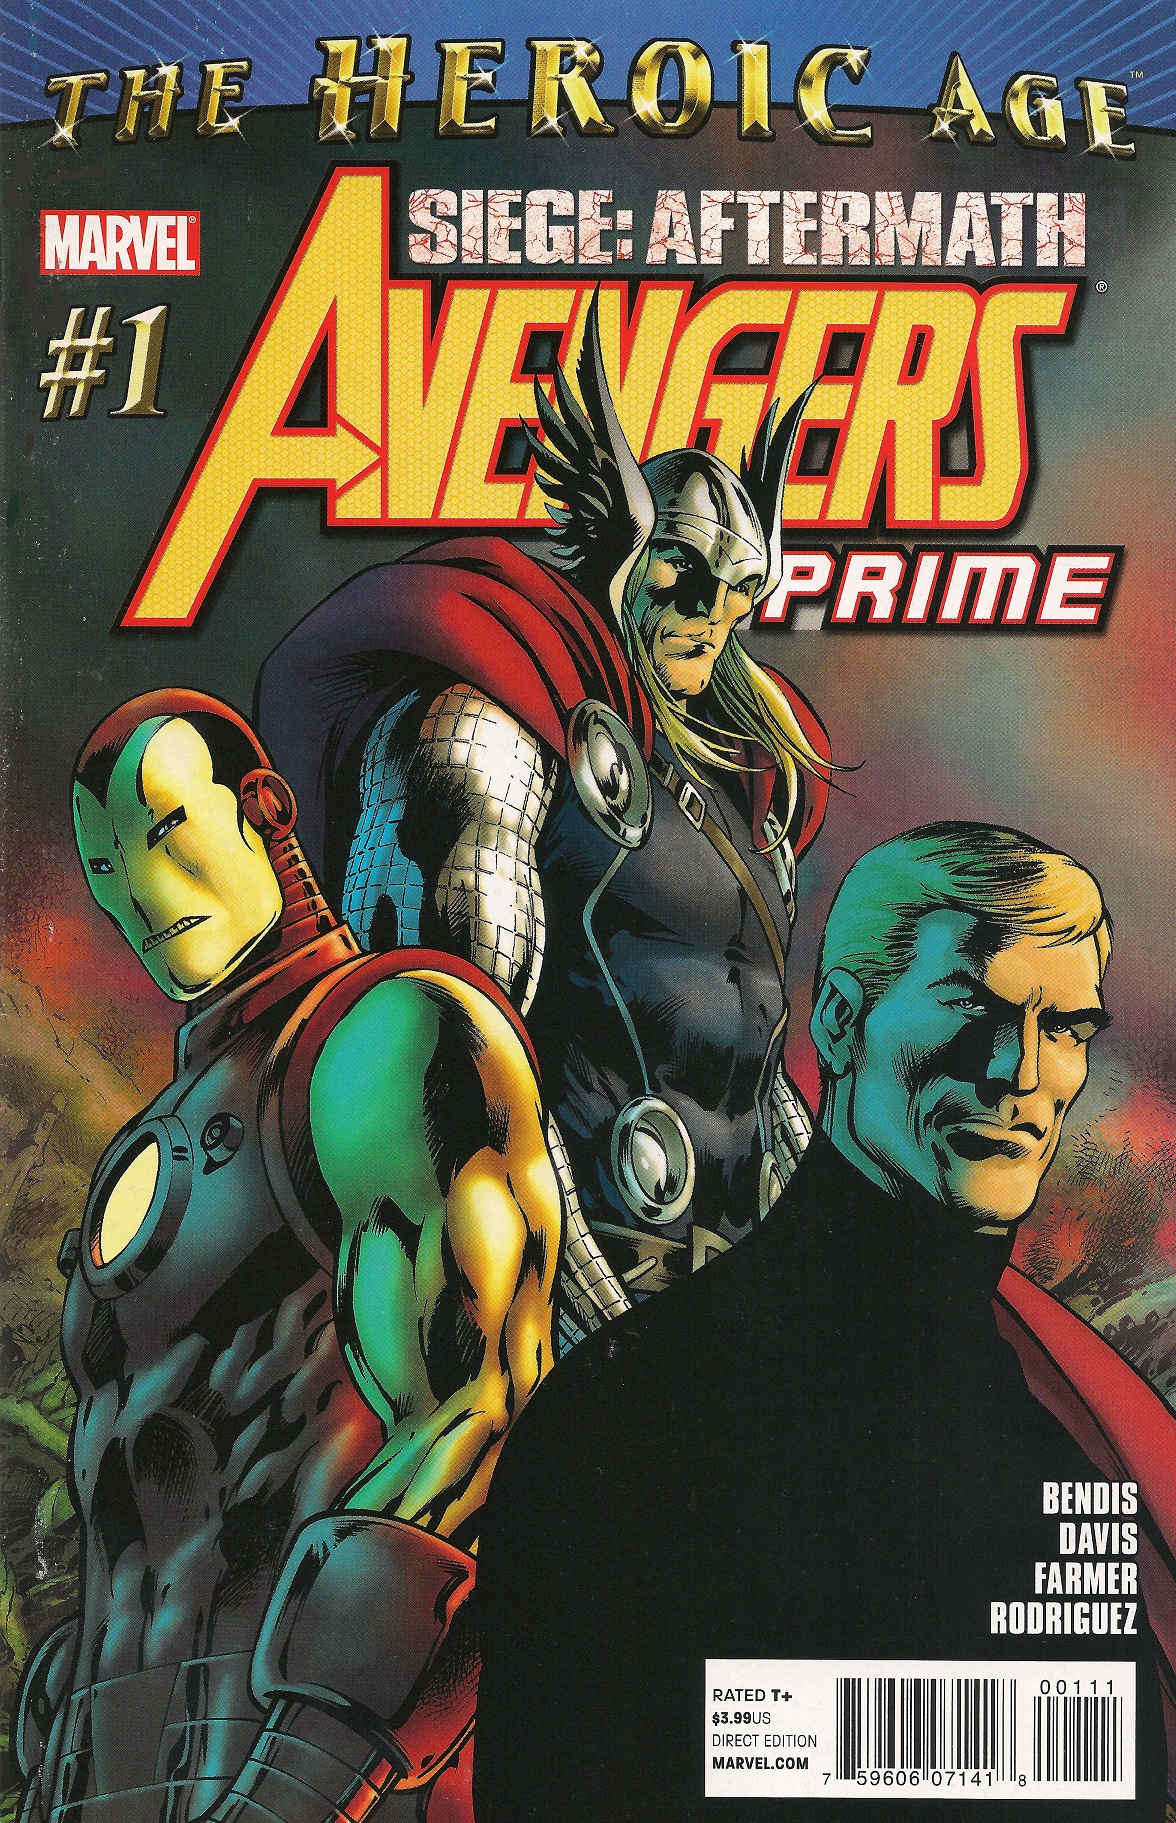 THE HEROIC AGE™
SIEGE: AFTERMATH
MARVEL®
AVENGERS®
#1
PRIME
BENDIS
DAVIS
FARMER
RODRIGUEZ
RATED T+
$3.99US
DIRECT EDITION
MARVEL.COM
00111
7 59606 07141 8